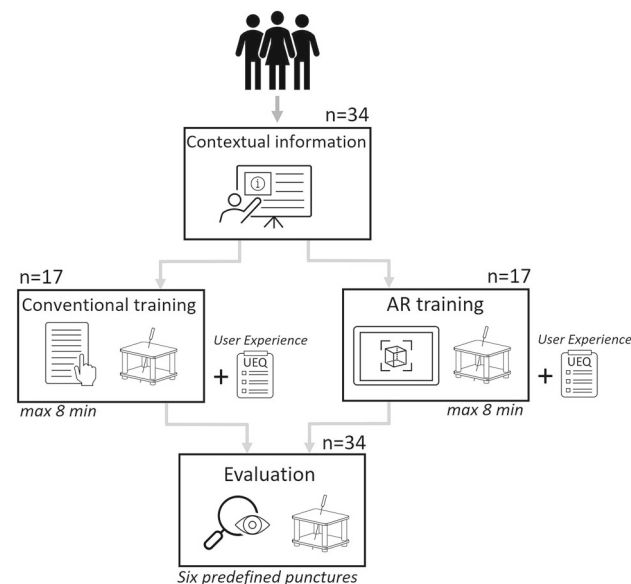 n=34
Contextual information
n=17
Conventional training
User Experience
+
UEQ
max 8 min
n=17
AR training
User Experience
+
UEQ
max 8 min
n=34
Evaluation
Six predefined punctures